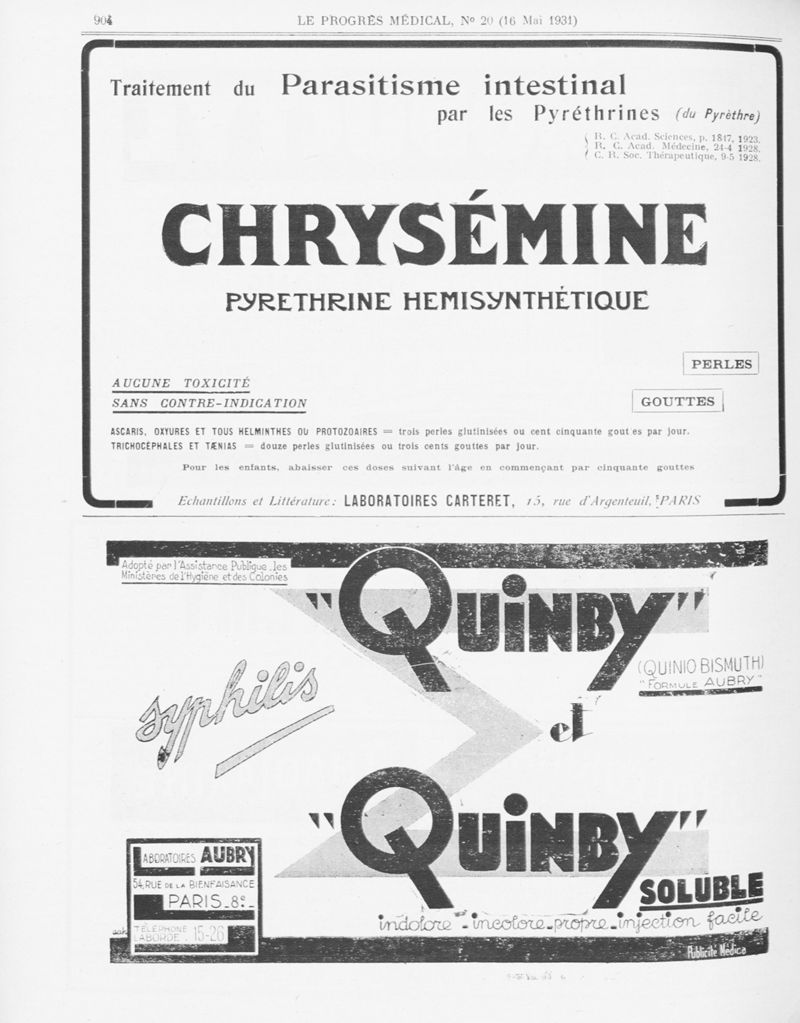 904 LE PROGRÈS MÉDICAL, Nº 20 (16 Mai 1931)
Traitement du Parasitisme intestinal
par les Pyréthrines (du Pyrèthre)
R. C. Acad. Sciences, p. 1847, 1923.
R. C. Acad. Médecine, 24-4 1928.
C. R. Soc. Thérapeutique, 9-5 1928.
CHRYSÉMINE
PYRETHRINE HEMISYNTHÉTIQUE
PERLES
AUCUNE TOXICITÉ
SANS CONTRE-INDICATION
GOUTTES
ASCARIS, OXYURES ET TOUS HELMINTHES OU PROTOZOAIRES = trois perles glutinisées ou cent cinquante gouttes par jour.
TRICHOCÉPHALES ET TÆNIAS = douze perles glutinisées ou trois cents gouttes par jour.
Pour les enfants, abaisser ces doses suivant l'âge en commençant par cinquante gouttes
Echantillons et Littérature : LABORATOIRES CARTERET, 15, rue d'Argenteuil, PARIS
Adopté par l'Assistance Publique, les
Ministères de l'Hygiène et des Colonies
"QUINBY"
(QUINIO BISMUTH)
"FORMULE AUBRY"
syphilis
et
"QUINBY"
SOLUBLE
indolore - incolore - propre - injection facile
LABORATOIRES AUBRY
54, RUE DE LA BIENFAISANCE
PARIS-8e-
TÉLÉPHONE
LABORDE : 15-26
Publicité Médica